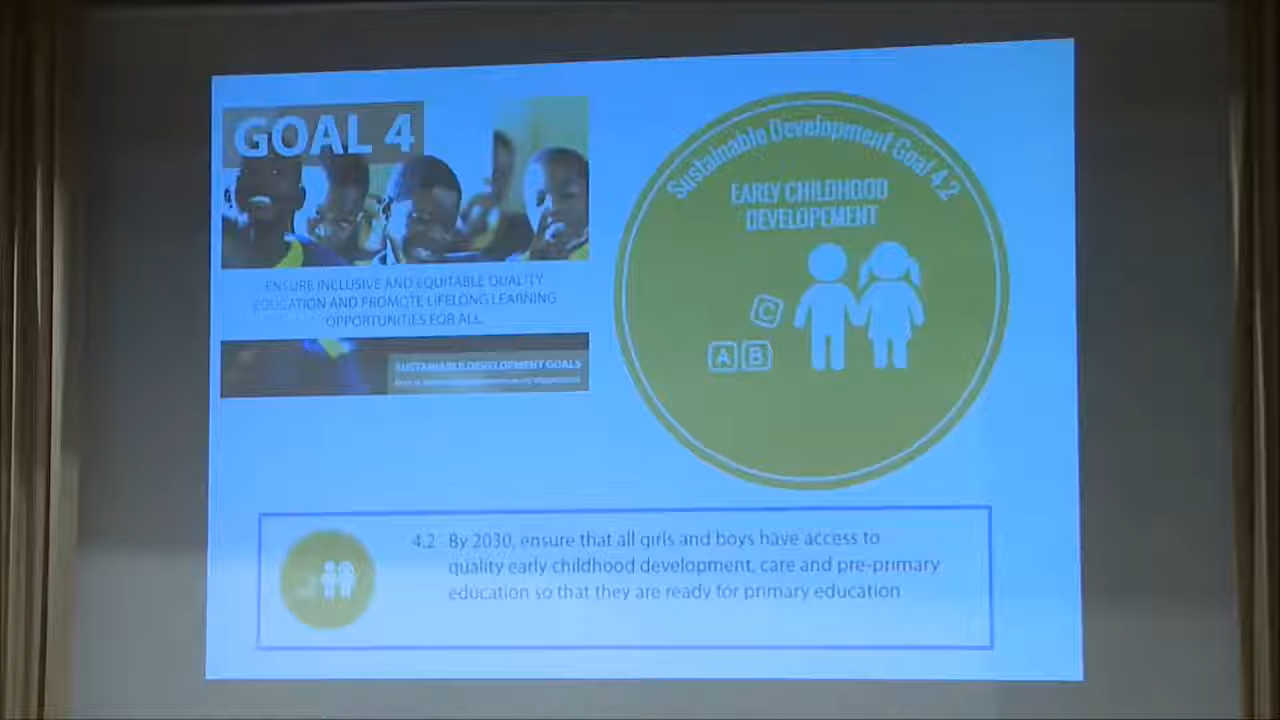 GOAL 4
ENSURE INCLUSIVE AND EQUITABLE QUALITY
EDUCATION AND PROMOTE LIFELONG LEARNING
OPPORTUNITIES FOR ALL
SUSTAINABLE DEVELOPMENT GOALS
Sustainable Development Goal 4.2
EARLY CHILDHOOD
DEVELOPEMENT
C
A B
4.2 By 2030, ensure that all girls and boys have access to
quality early childhood development, care and pre-primary
education so that they are ready for primary education